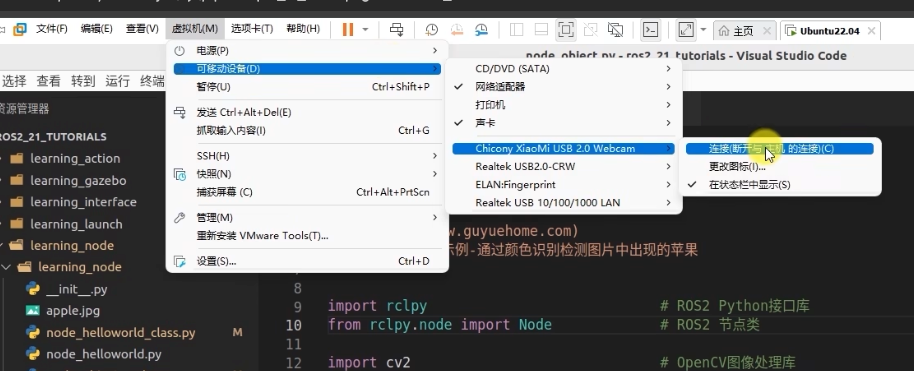 文件(F) 编辑(E) 查看(V) 虚拟机(M) 选项卡(T) 帮助(H) 主页 Ubuntu22.04
node_object.py - ros2_21_tutorials - Visual Studio Code
选择 查看 转到 运行 终端
资源管理器
ROS2_21_TUTORIALS
learning_action
learning_gazebo
learning_interface
learning_launch
learning_node
learning_node
__init__.py
apple.jpg
node_helloworld_class.py M
node_helloworld.py
电源(P)
可移动设备(D)
暂停(U) Ctrl+Shift+P
发送 Ctrl+Alt+Del(E)
抓取输入内容(I) Ctrl+G
SSH(H)
快照(N)
捕获屏幕 (C) Ctrl+Alt+PrtScn
管理(M)
重新安装 VMware Tools(T)...
设置(S)... Ctrl+D
CD/DVD (SATA)
网络适配器
打印机
声卡
Chicony XiaoMi USB 2.0 Webcam
Realtek USB2.0-CRW
ELAN:Fingerprint
Realtek USB 10/100/1000 LAN
连接(断开与主机 的连接)(C)
更改图标(I)...
在状态栏中显示(S)
w.guyuehome.com)
示例-通过颜色识别检测图片中出现的苹果
8
9 import rclpy # ROS2 Python接口库
10 from rclpy.node import Node # ROS2 节点类
11
12 import cv2 # OpenCV图像处理库